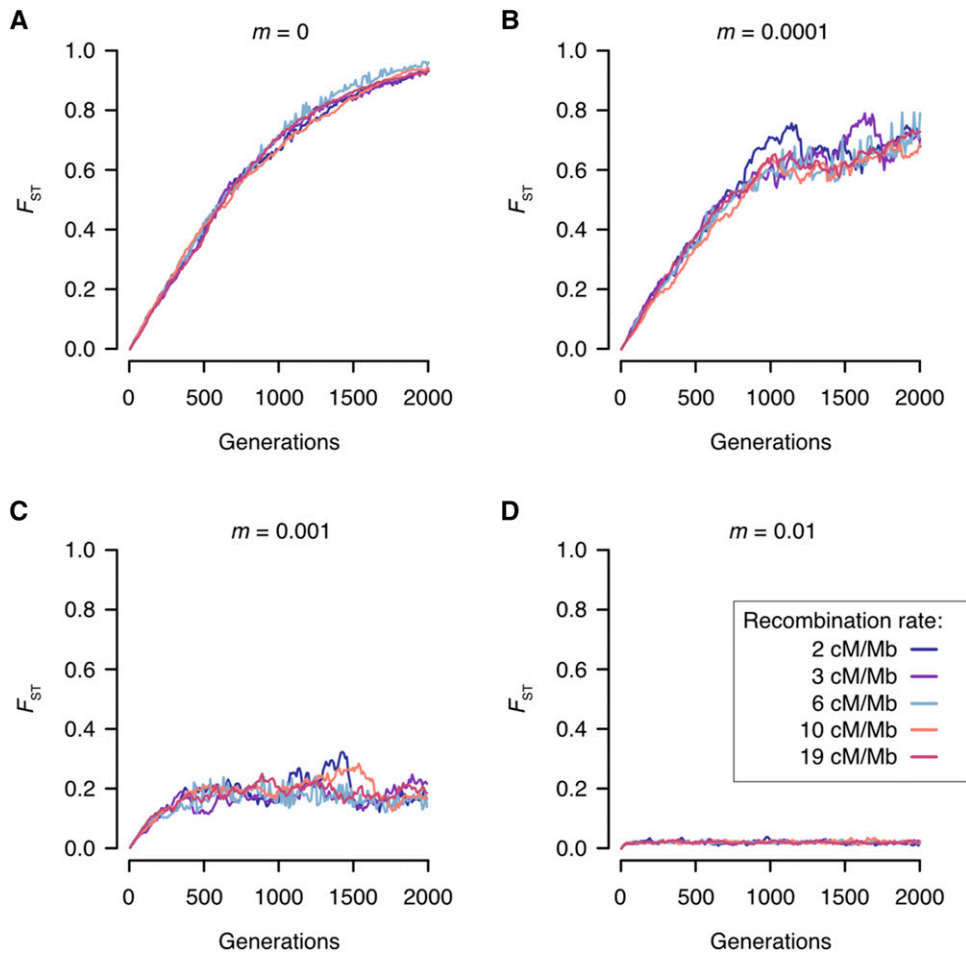 A
m = 0
1.0
0.8
0.6
0.4
0.2
0.0
FST
0 500 1000 1500 2000
Generations
B
m = 0.0001
1.0
0.8
0.6
0.4
0.2
0.0
FST
0 500 1000 1500 2000
Generations
C
m = 0.001
1.0
0.8
0.6
0.4
0.2
0.0
FST
0 500 1000 1500 2000
Generations
D
m = 0.01
1.0
0.8
0.6
0.4
0.2
0.0
FST
Recombination rate:
2 cM/Mb
3 cM/Mb
6 cM/Mb
10 cM/Mb
19 cM/Mb
0 500 1000 1500 2000
Generations